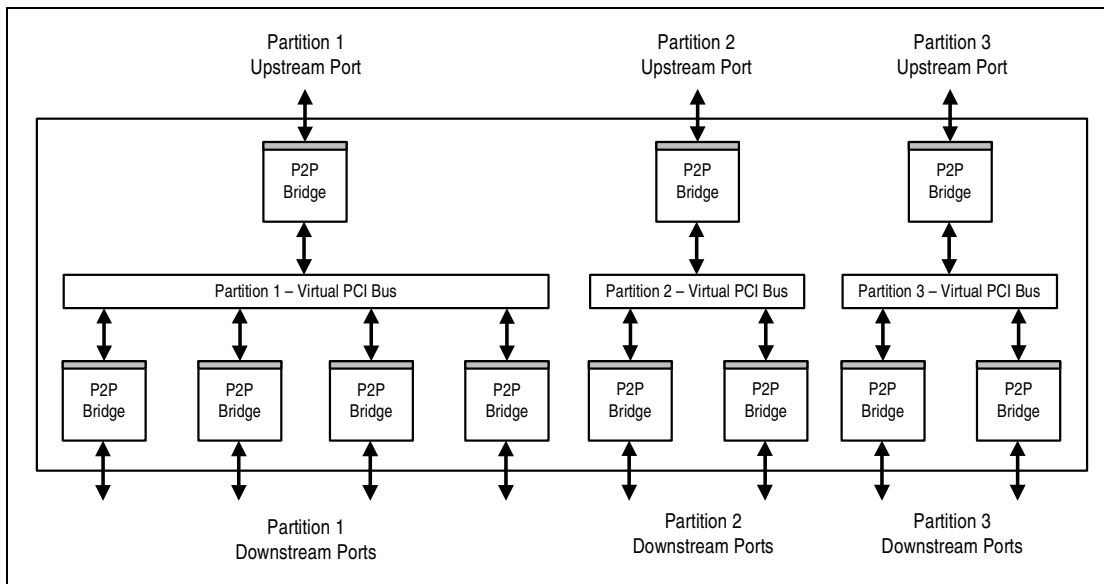 Partition 1
Upstream Port
Partition 2
Upstream Port
Partition 3
Upstream Port
P2P
Bridge
P2P
Bridge
P2P
Bridge
Partition 1 – Virtual PCI Bus
Partition 2 – Virtual PCI Bus
Partition 3 – Virtual PCI Bus
P2P
Bridge
P2P
Bridge
P2P
Bridge
P2P
Bridge
P2P
Bridge
P2P
Bridge
P2P
Bridge
P2P
Bridge
Partition 1
Downstream Ports
Partition 2
Downstream Ports
Partition 3
Downstream Ports